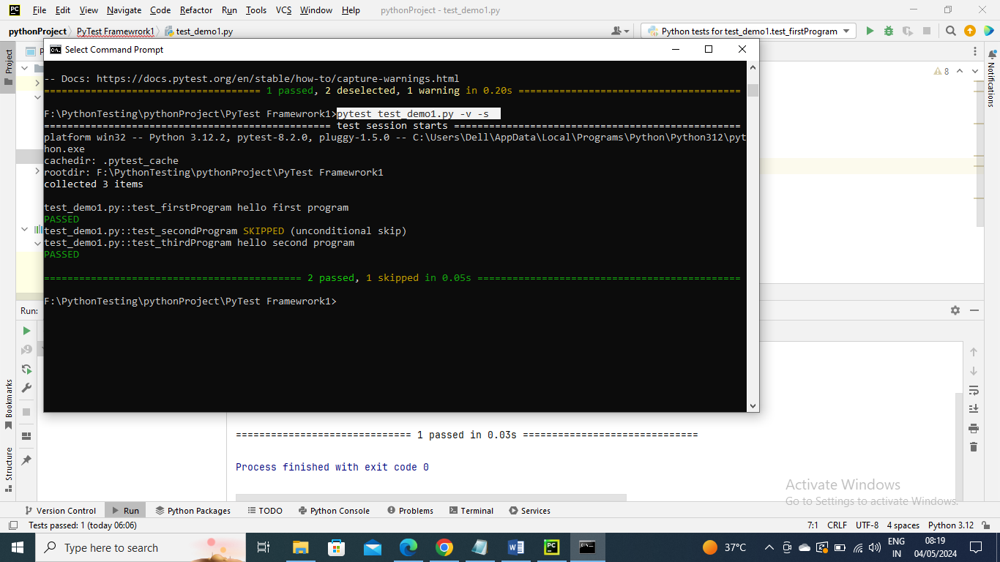 File Edit View Navigate Code Refactor Run Tools VCS Window Help pythonProject - test_demo1.py
pythonProject PyTest Framewrork1 test_demo1.py Python tests for test_demo1.test_firstProgram
Project
Select Command Prompt
-- Docs: https://docs.pytest.org/en/stable/how-to/capture-warnings.html
===================================== 1 passed, 2 deselected, 1 warning in 0.20s ======================================
F:\PythonTesting\pythonProject\PyTest Framewrork1>pytest test_demo1.py -v -s
================================================= test session starts =================================================
platform win32 -- Python 3.12.2, pytest-8.2.0, pluggy-1.5.0 -- C:\Users\Dell\AppData\Local\Programs\Python\Python312\pyt
hon.exe
cachedir: .pytest_cache
rootdir: F:\PythonTesting\pythonProject\PyTest Framewrork1
collected 3 items
test_demo1.py::test_firstProgram hello first program
PASSED
test_demo1.py::test_secondProgram SKIPPED (unconditional skip)
test_demo1.py::test_thirdProgram hello second program
PASSED
============================================ 2 passed, 1 skipped in 0.05s =============================================
F:\PythonTesting\pythonProject\PyTest Framewrork1>
8
Notifications
Run:
Bookmarks
Structure
============================== 1 passed in 0.03s ==============================
Process finished with exit code 0
Activate Windows
Go to Settings to activate Windows.
Version Control Run Python Packages TODO Python Console Problems Terminal Services
Tests passed: 1 (today 06:06) 7:1 CRLF UTF-8 4 spaces Python 3.12
Type here to search 37°C ENG IN 08:19 04/05/2024